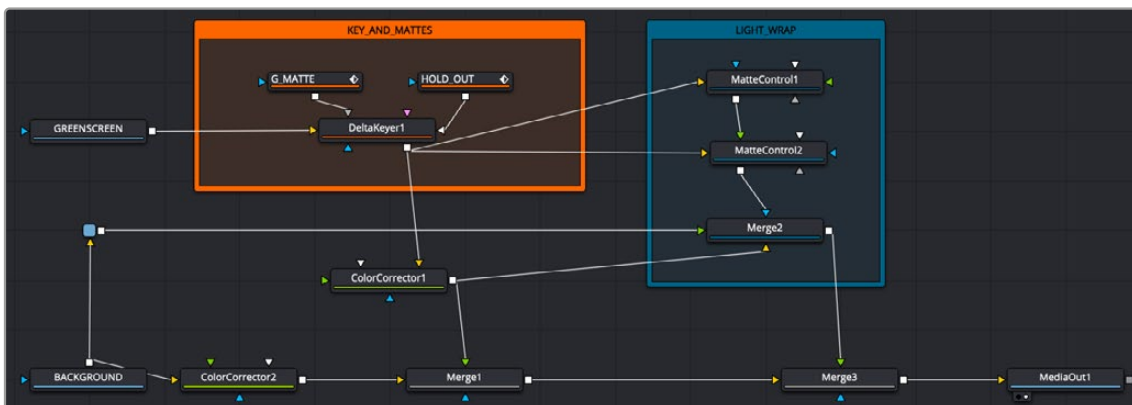 KEY_AND_MATTES
LIGHT_WRAP
G_MATTE
HOLD_OUT
MatteControl1
GREENSCREEN
DeltaKeyer1
MatteControl2
Merge2
ColorCorrector1
BACKGROUND
ColorCorrector2
Merge1
Merge3
MediaOut1